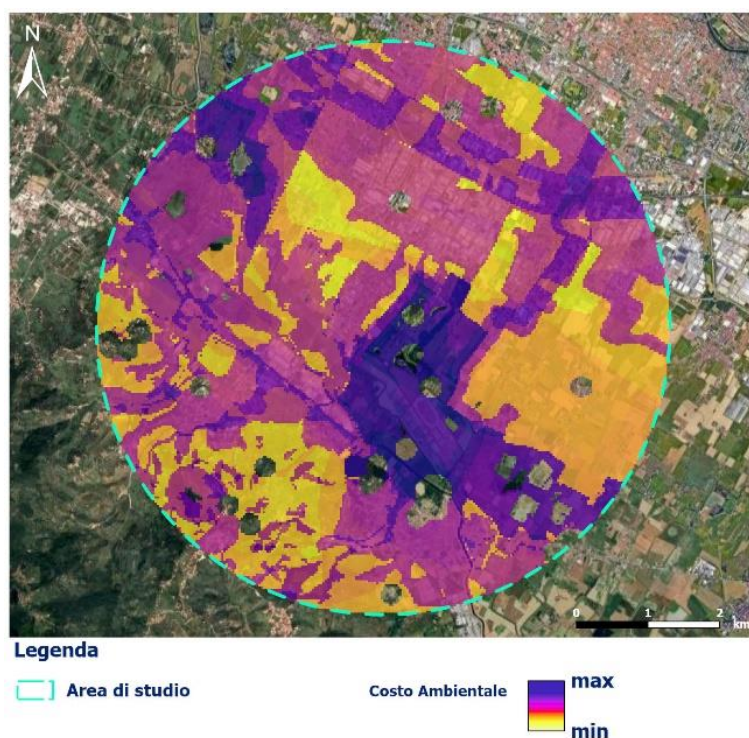 N
0 1 2
km
Legenda
Area di studio
Costo Ambientale
max
min